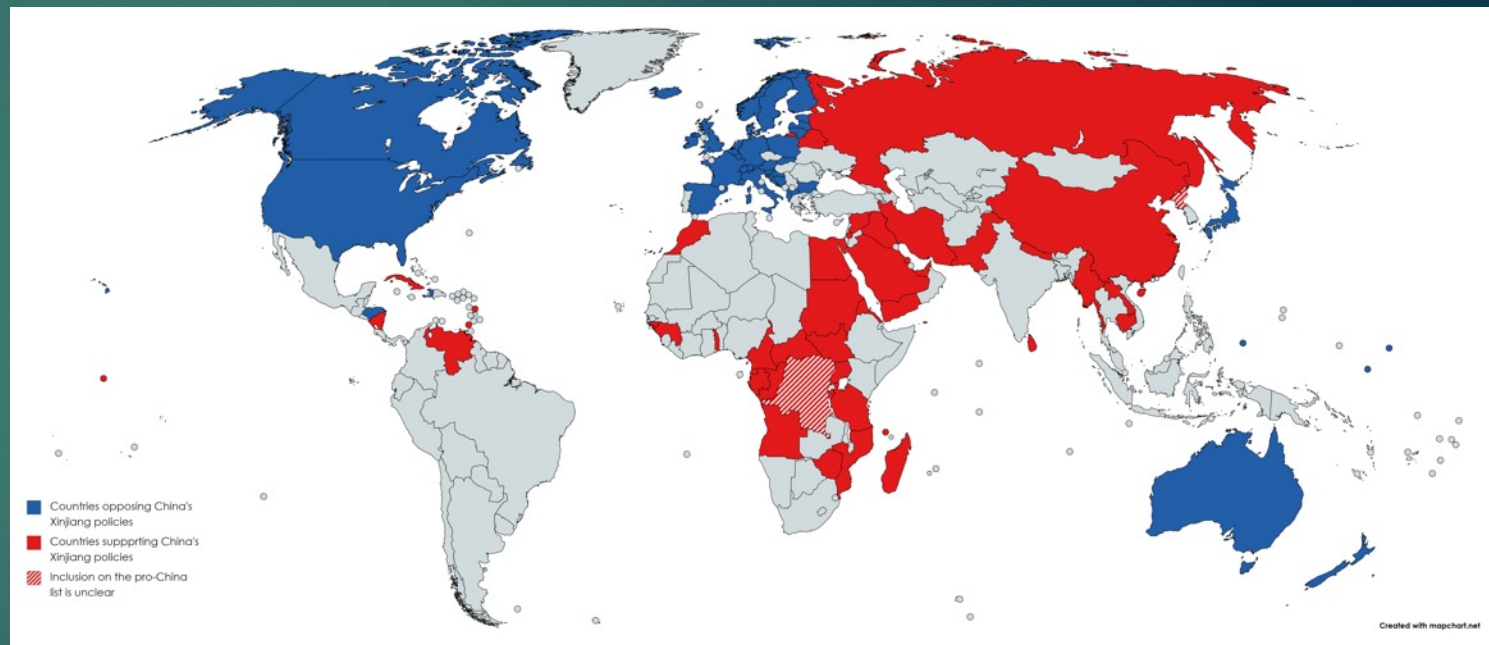 Countries opposing China's
Xinjiang policies
Countries suppprting China's
Xinjiang policies
Inclusion on the pro-China
list is unclear
Created with mapchart.net